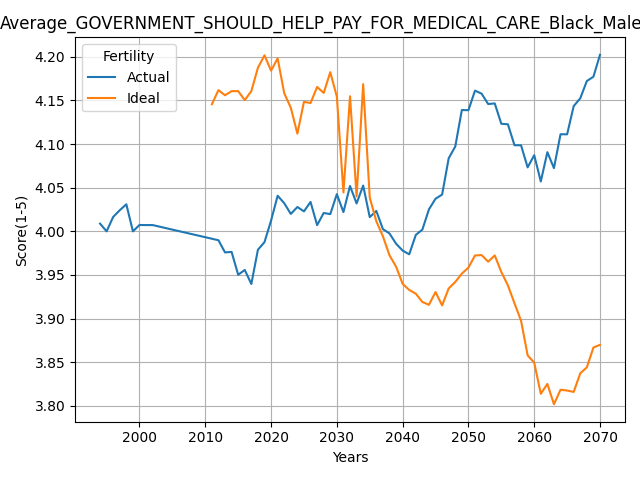 Average_GOVERNMENT_SHOULD_HELP_PAY_FOR_MEDICAL_CARE_Black_Male
Fertility
Actual
Ideal
4.20
4.15
4.10
4.05
4.00
3.95
3.90
3.85
3.80
Score(1-5)
2000 2010 2020 2030 2040 2050 2060 2070
Years